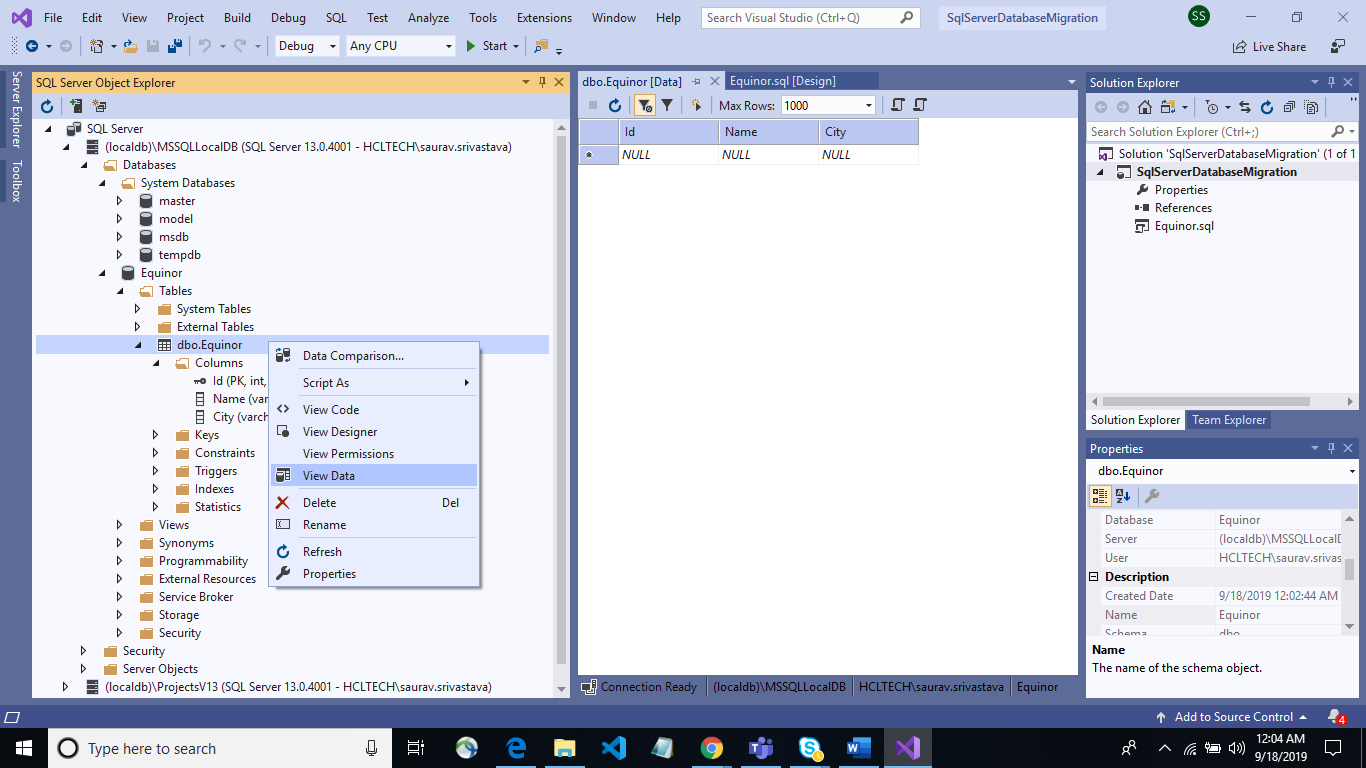 File Edit View Project Build Debug SQL Test Analyze Tools Extensions Window Help Search Visual Studio (Ctrl+Q) SqlServerDatabaseMigration SS
Debug Any CPU Start Live Share
Server Explorer
Toolbox
SQL Server Object Explorer
SQL Server
(localdb)\MSSQLLocalDB (SQL Server 13.0.4001 - HCLTECH\saurav.srivastava)
Databases
System Databases
master
model
msdb
tempdb
Equinor
Tables
System Tables
External Tables
dbo.Equinor
Columns
Id (PK, int,
Name (var
City (varch
Keys
Constraints
Triggers
Indexes
Statistics
Views
Synonyms
Programmability
External Resources
Service Broker
Storage
Security
Security
Server Objects
(localdb)\ProjectsV13 (SQL Server 13.0.4001 - HCLTECH\saurav.srivastava)
Data Comparison...
Script As
View Code
View Designer
View Permissions
View Data
Delete Del
Rename
Refresh
Properties
dbo.Equinor [Data] Equinor.sql [Design]
Max Rows: 1000
Id Name City
NULL NULL NULL
Connection Ready (localdb)\MSSQLLocalDB HCLTECH\saurav.srivastava Equinor
Solution Explorer
Search Solution Explorer (Ctrl+;)
Solution 'SqlServerDatabaseMigration' (1 of 1
SqlServerDatabaseMigration
Properties
References
Equinor.sql
Solution Explorer Team Explorer
Properties
dbo.Equinor
Database Equinor
Server (localdb)\MSSQLLocalD
User HCLTECH\saurav.srivas
Description
Created Date 9/18/2019 12:02:44 AM
Name Equinor
Schema dbo
Name
The name of the schema object.
Add to Source Control 4
Type here to search
12:04 AM
9/18/2019